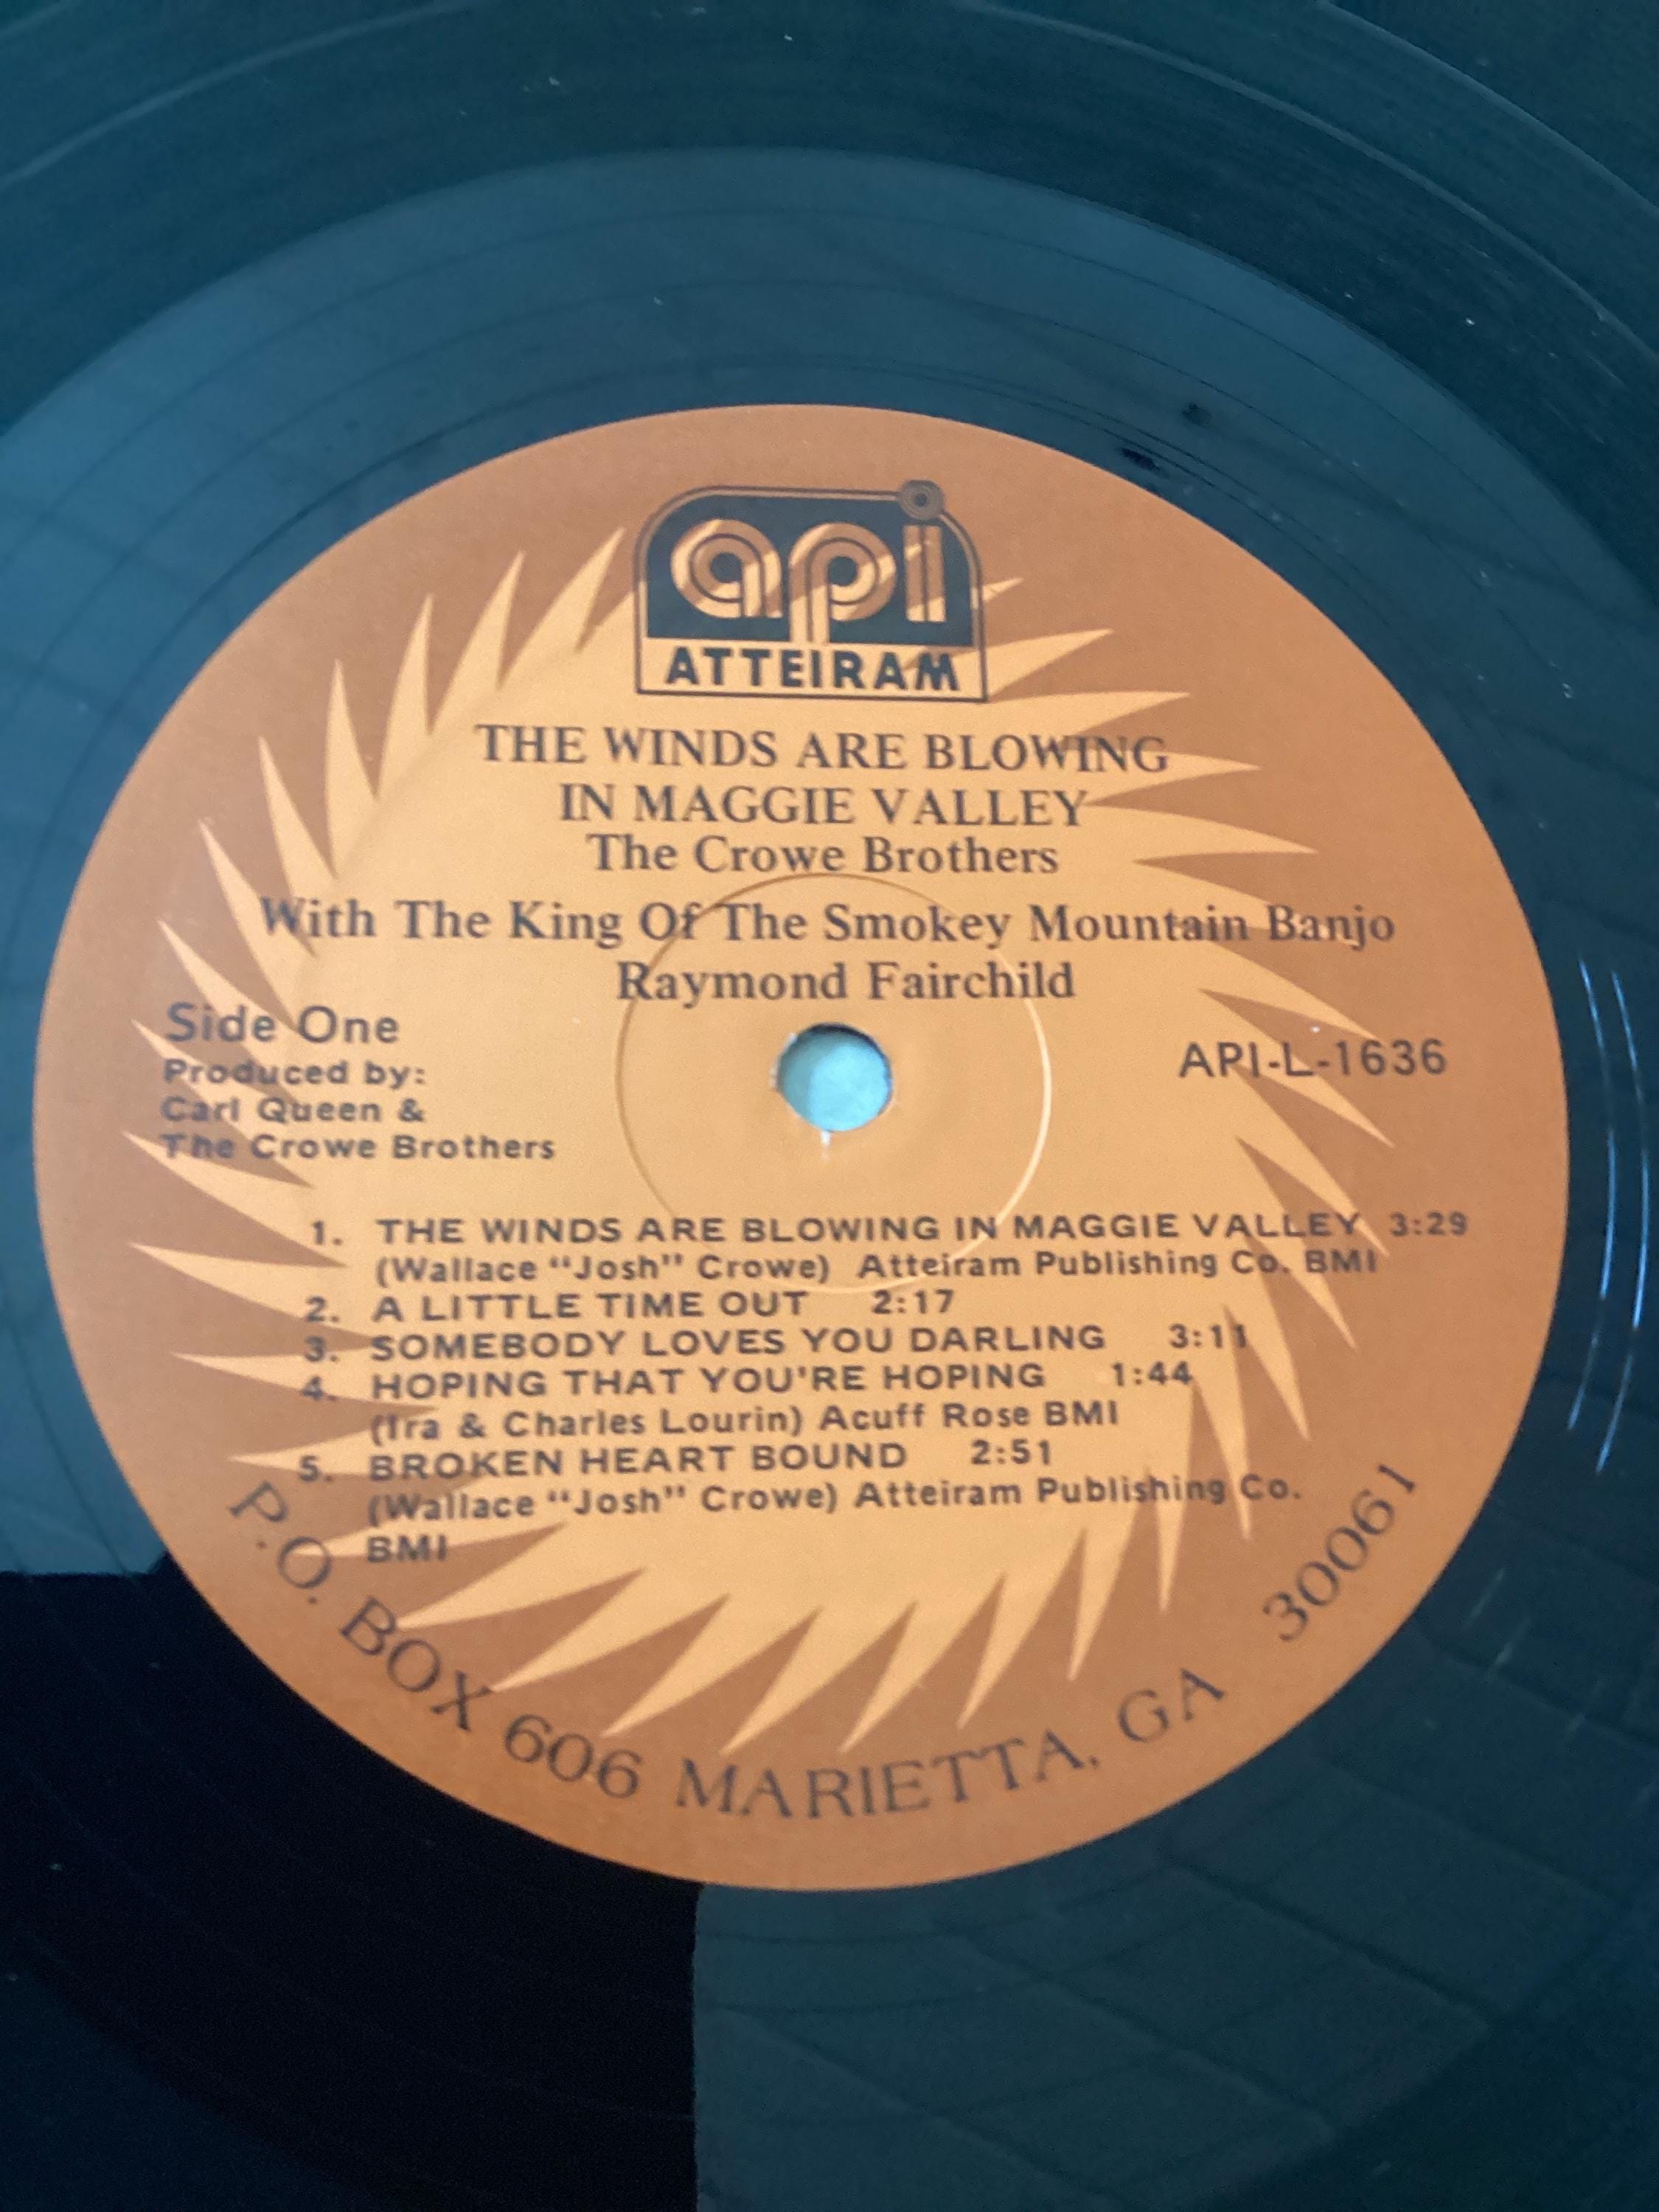 api
ATTEIRAM
THE WINDS ARE BLOWING
IN MAGGIE VALLEY
The Crowe Brothers
With The King Of The Smokey Mountain Banjo
Raymond Fairchild
Side One
Produced by:
Carl Queen &
The Crowe Brothers
API-L-1636
1. THE WINDS ARE BLOWING IN MAGGIE VALLEY 3:29
(Wallace "Josh" Crowe) Atteiram Publishing Co. BMI
2. A LITTLE TIME OUT 2:17
3. SOMEBODY LOVES YOU DARLING 3:11
4. HOPING THAT YOU'RE HOPING 1:44
(Ira & Charles Lourin) Acuff Rose BMI
5. BROKEN HEART BOUND 2:51
(Wallace "Josh" Crowe) Atteiram Publishing Co.
BMI
P.O. BOX 606 MARIETTA, GA 30061